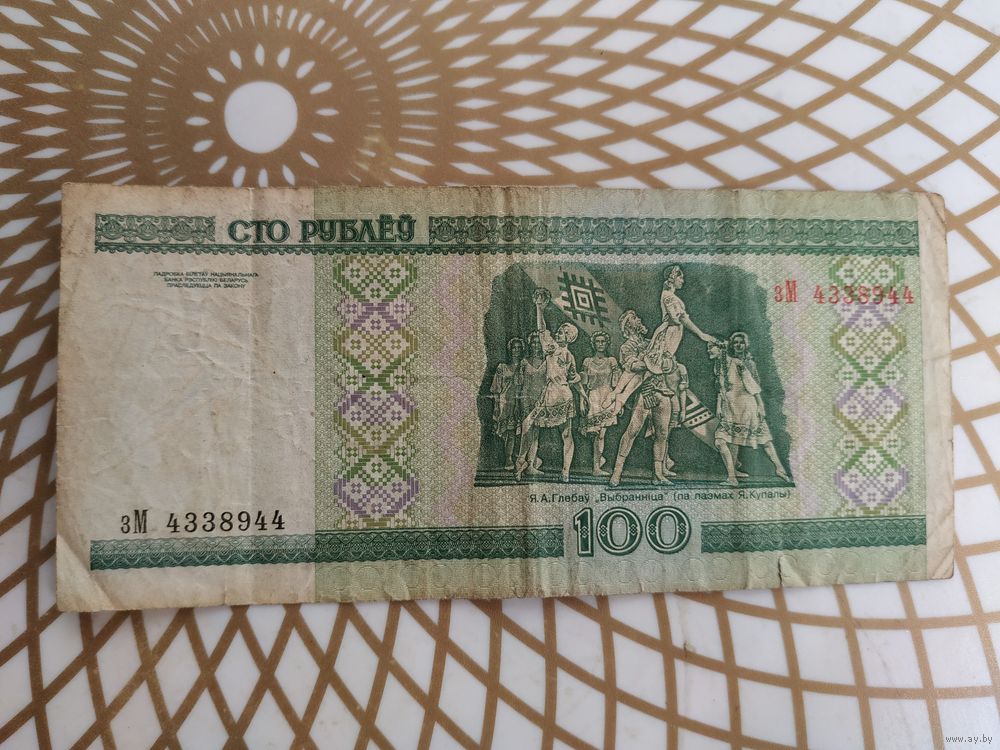 СТО РУБЛЁЎ
ПАДРОБКА БІЛЕТАЎ НАЦЫЯНАЛЬНАГА
БАНКА РЭСПУБЛІКІ БЕЛАРУСЬ
ПРАСЛЕДУЕЦЦА ПА ЗАКОНУ
зМ 4338944
Я.А.Глебаў „Выбранніца“ (па паэмах Я.Купалы)
зМ 4338944
100
www.ay.by